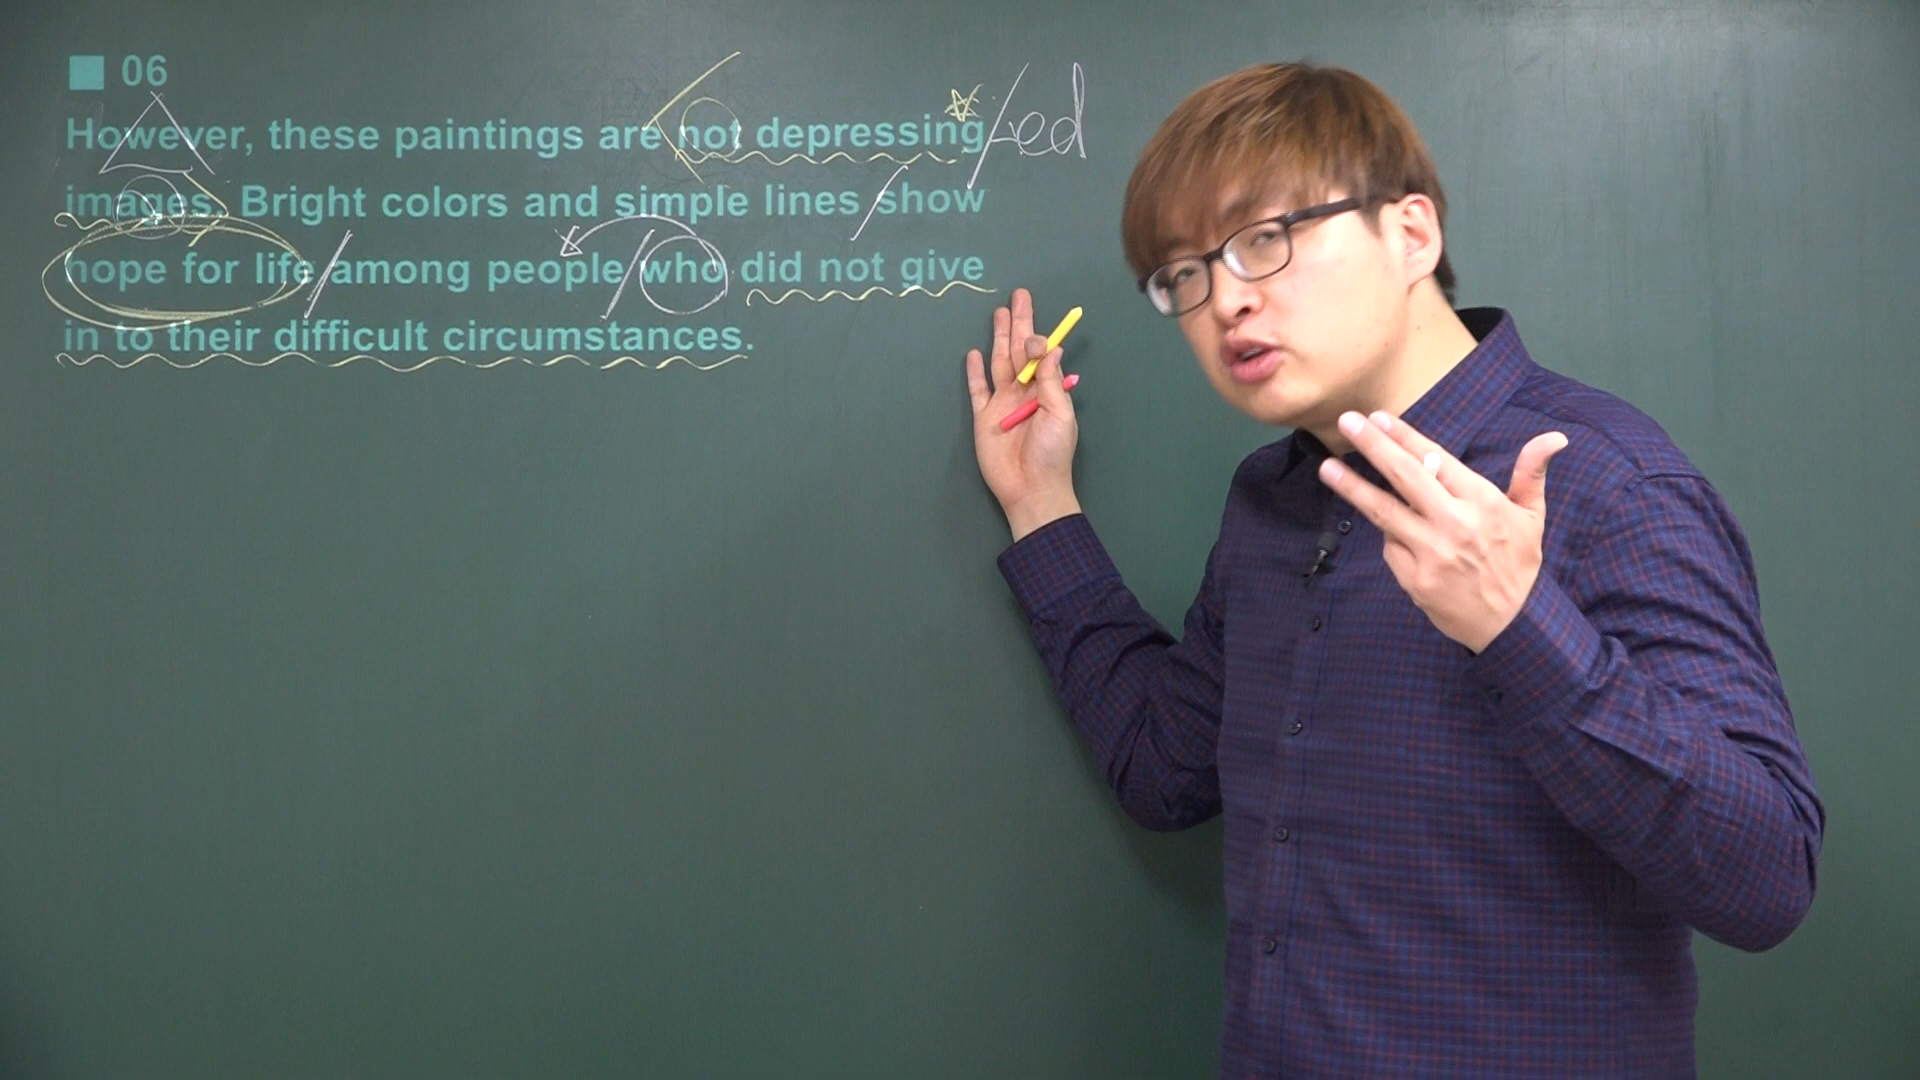 06
However, these paintings are not depressing/-ed
images. Bright colors and simple lines show
hope for life among people who did not give
in to their difficult circumstances.